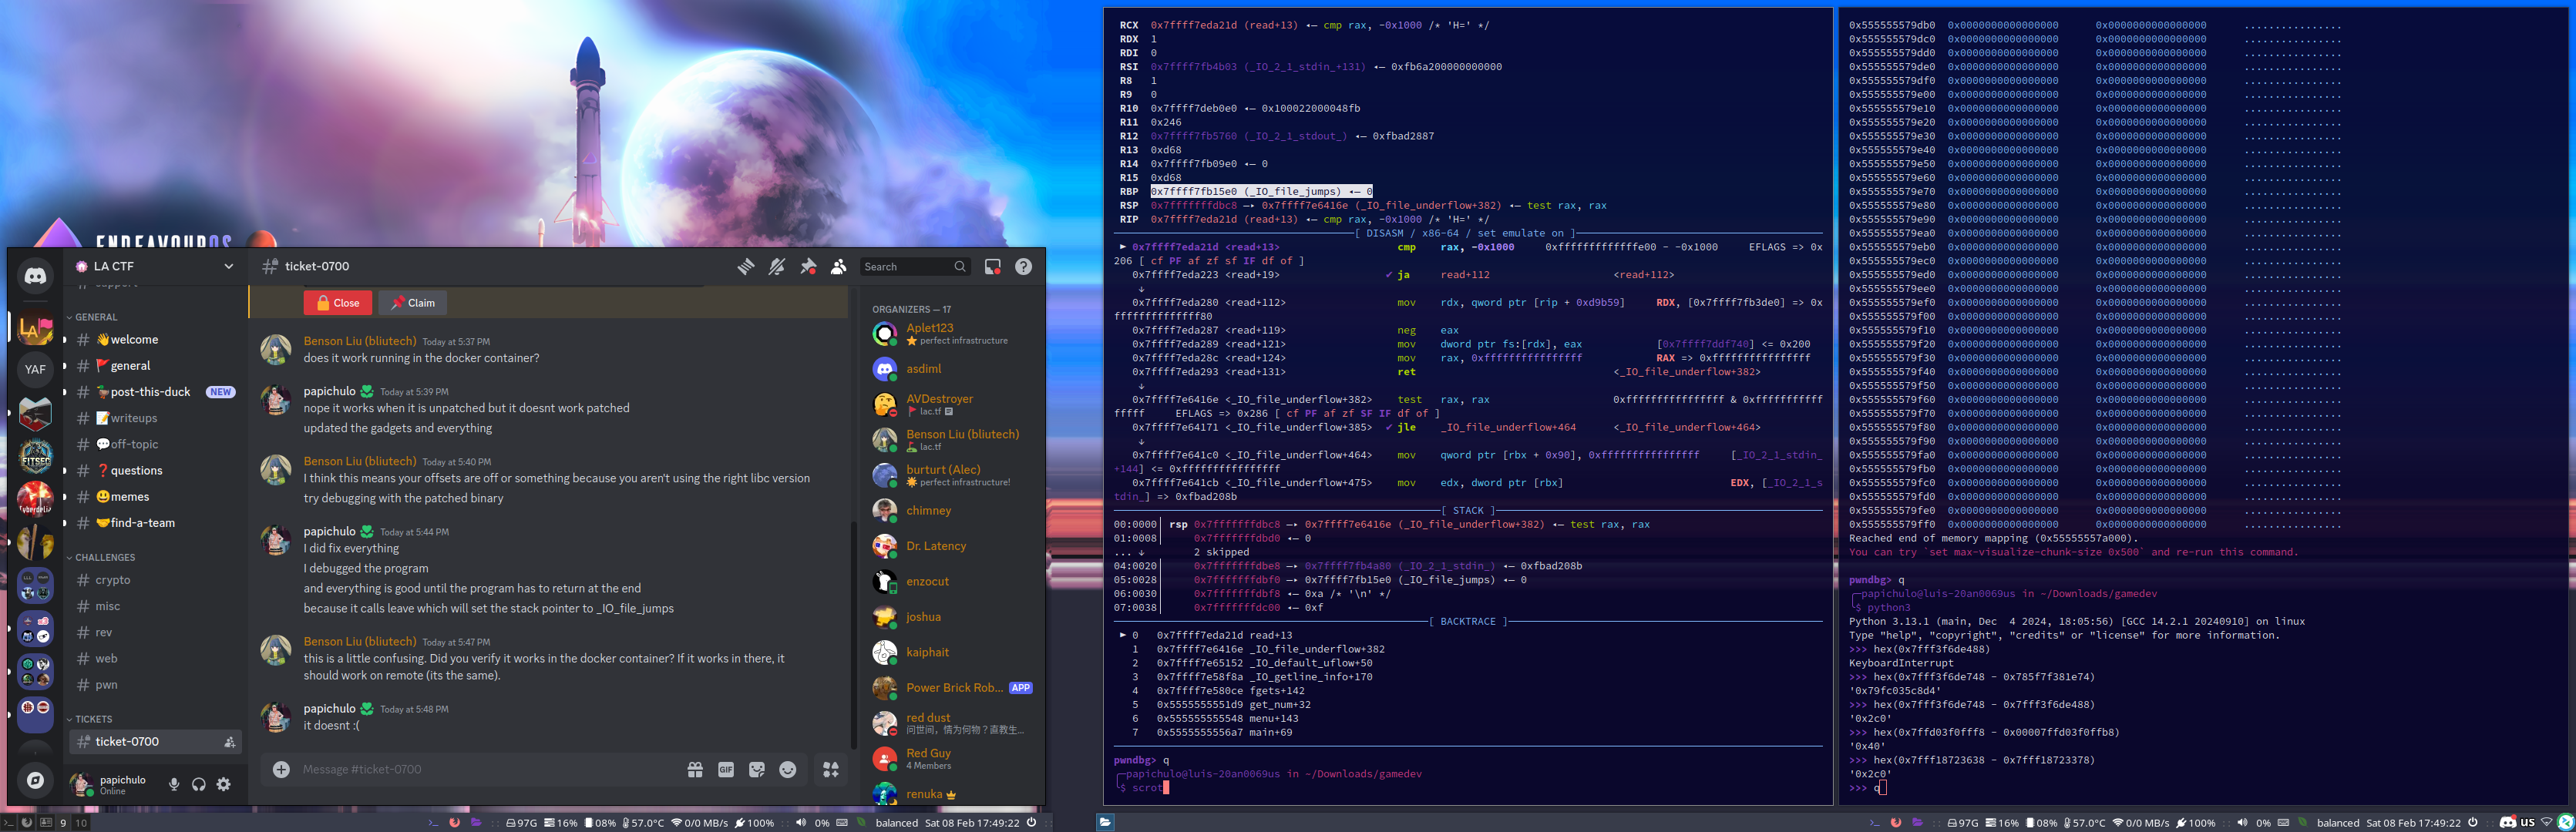 ENDEAVOUROS
LA CTF
ticket-0700
Search
Close
Claim
GENERAL
welcome
general
post-this-duck
NEW
writeups
off-topic
questions
memes
find-a-team
CHALLENGES
crypto
misc
rev
web
pwn
TICKETS
ticket-0700
papichulo
Online
YAF
Benson Liu (bliutech) Today at 5:37 PM
does it work running in the docker container?
papichulo Today at 5:39 PM
nope it works when it is unpatched but it doesnt work patched
updated the gadgets and everything
Benson Liu (bliutech) Today at 5:40 PM
I think this means your offsets are off or something because you aren't using the right libc version
try debugging with the patched binary
papichulo Today at 5:44 PM
I did fix everything
I debugged the program
and everything is good until the program has to return at the end
because it calls leave which will set the stack pointer to _IO_file_jumps
Benson Liu (bliutech) Today at 5:47 PM
this is a little confusing. Did you verify it works in the docker container? If it works in there, it
should work on remote (its the same).
papichulo Today at 5:48 PM
it doesnt :(
Message #ticket-0700
GIF
ORGANIZERS — 17
Aplet123
perfect infrastructure
asdiml
AVDestroyer
lac.tf
Benson Liu (bliutech)
lac.tf
burturt (Alec)
perfect infrastructure!
chimney
Dr. Latency
enzocut
joshua
kaiphait
Power Brick Rob... APP
red dust
Red Guy
4 Members
renuka
9 10
97G 16% 08% 57.0°C 0/0 MB/s 100% 0% balanced Sat 08 Feb 17:49:22
RCX 0x7ffff7eda21d (read+13) ◂— cmp rax, -0x1000 /* 'H=' */
RDX 1
RDI 0
RSI 0x7ffff7fb4b03 (_IO_2_1_stdin_+131) ◂— 0xfb6a200000000000
R8 1
R9 0
R10 0x7ffff7deb0e0 ◂— 0x100022000048fb
R11 0x246
R12 0x7ffff7fb5760 (_IO_2_1_stdout_) ◂— 0xfbad2887
R13 0xd68
R14 0x7ffff7fb09e0 ◂— 0
R15 0xd68
RBP 0x7ffff7fb15e0 (_IO_file_jumps) ◂— 0
RSP 0x7fffffffdbc8 —▸ 0x7ffff7e6416e (_IO_file_underflow+382) ◂— test rax, rax
RIP 0x7ffff7eda21d (read+13) ◂— cmp rax, -0x1000 /* 'H=' */
[ DISASM / x86-64 / set emulate on ]
► 0x7ffff7eda21d <read+13> cmp rax, -0x1000 0xfffffffffffffe00 - -0x1000 EFLAGS => 0x
206 [ cf PF af zf sf IF df of ]
0x7ffff7eda223 <read+19> ✔ ja read+112 <read+112>
↓
0x7ffff7eda280 <read+112> mov rdx, qword ptr [rip + 0xd9b59] RDX, [0x7ffff7fb3de0] => 0x
ffffffffffffff80
0x7ffff7eda287 <read+119> neg eax
0x7ffff7eda289 <read+121> mov dword ptr fs:[rdx], eax [0x7ffff7ddf740] <= 0x200
0x7ffff7eda28c <read+124> mov rax, 0xffffffffffffffff RAX => 0xffffffffffffffff
0x7ffff7eda293 <read+131> ret <_IO_file_underflow+382>
↓
0x7ffff7e6416e <_IO_file_underflow+382> test rax, rax 0xffffffffffffffff & 0xfffffffffff
fffff EFLAGS => 0x286 [ cf PF af zf SF IF df of ]
0x7ffff7e64171 <_IO_file_underflow+385> ✔ jle _IO_file_underflow+464 <_IO_file_underflow+464>
↓
0x7ffff7e641c0 <_IO_file_underflow+464> mov qword ptr [rbx + 0x90], 0xffffffffffffffff [_IO_2_1_stdin_
+144] <= 0xffffffffffffffff
0x7ffff7e641cb <_IO_file_underflow+475> mov edx, dword ptr [rbx] EDX, [_IO_2_1_s
tdin_] => 0xfbad208b
[ STACK ]
00:0000│ rsp 0x7fffffffdbc8 —▸ 0x7ffff7e6416e (_IO_file_underflow+382) ◂— test rax, rax
01:0008│ 0x7fffffffdbd0 ◂— 0
... ↓ 2 skipped
04:0020│ 0x7fffffffdbe8 —▸ 0x7ffff7fb4a80 (_IO_2_1_stdin_) ◂— 0xfbad208b
05:0028│ 0x7fffffffdbf0 —▸ 0x7ffff7fb15e0 (_IO_file_jumps) ◂— 0
06:0030│ 0x7fffffffdbf8 ◂— 0xa /* '\n' */
07:0038│ 0x7fffffffdc00 ◂— 0xf
[ BACKTRACE ]
► 0 0x7ffff7eda21d read+13
1 0x7ffff7e6416e _IO_file_underflow+382
2 0x7ffff7e65152 _IO_default_uflow+50
3 0x7ffff7e58f8a _IO_getline_info+170
4 0x7ffff7e580ce fgets+142
5 0x5555555551d9 get_num+32
6 0x555555555548 menu+143
7 0x5555555556a7 main+69
pwndbg> q
papichulo@luis-20an0069us in ~/Downloads/gamedev
$ scrot
0x555555579db0 0x0000000000000000 0x0000000000000000 ................
0x555555579dc0 0x0000000000000000 0x0000000000000000 ................
0x555555579dd0 0x0000000000000000 0x0000000000000000 ................
0x555555579de0 0x0000000000000000 0x0000000000000000 ................
0x555555579df0 0x0000000000000000 0x0000000000000000 ................
0x555555579e00 0x0000000000000000 0x0000000000000000 ................
0x555555579e10 0x0000000000000000 0x0000000000000000 ................
0x555555579e20 0x0000000000000000 0x0000000000000000 ................
0x555555579e30 0x0000000000000000 0x0000000000000000 ................
0x555555579e40 0x0000000000000000 0x0000000000000000 ................
0x555555579e50 0x0000000000000000 0x0000000000000000 ................
0x555555579e60 0x0000000000000000 0x0000000000000000 ................
0x555555579e70 0x0000000000000000 0x0000000000000000 ................
0x555555579e80 0x0000000000000000 0x0000000000000000 ................
0x555555579e90 0x0000000000000000 0x0000000000000000 ................
0x555555579ea0 0x0000000000000000 0x0000000000000000 ................
0x555555579eb0 0x0000000000000000 0x0000000000000000 ................
0x555555579ec0 0x0000000000000000 0x0000000000000000 ................
0x555555579ed0 0x0000000000000000 0x0000000000000000 ................
0x555555579ee0 0x0000000000000000 0x0000000000000000 ................
0x555555579ef0 0x0000000000000000 0x0000000000000000 ................
0x555555579f00 0x0000000000000000 0x0000000000000000 ................
0x555555579f10 0x0000000000000000 0x0000000000000000 ................
0x555555579f20 0x0000000000000000 0x0000000000000000 ................
0x555555579f30 0x0000000000000000 0x0000000000000000 ................
0x555555579f40 0x0000000000000000 0x0000000000000000 ................
0x555555579f50 0x0000000000000000 0x0000000000000000 ................
0x555555579f60 0x0000000000000000 0x0000000000000000 ................
0x555555579f70 0x0000000000000000 0x0000000000000000 ................
0x555555579f80 0x0000000000000000 0x0000000000000000 ................
0x555555579f90 0x0000000000000000 0x0000000000000000 ................
0x555555579fa0 0x0000000000000000 0x0000000000000000 ................
0x555555579fb0 0x0000000000000000 0x0000000000000000 ................
0x555555579fc0 0x0000000000000000 0x0000000000000000 ................
0x555555579fd0 0x0000000000000000 0x0000000000000000 ................
0x555555579fe0 0x0000000000000000 0x0000000000000000 ................
0x555555579ff0 0x0000000000000000 0x0000000000000000 ................
Reached end of memory mapping (0x55555557a000).
You can try `set max-visualize-chunk-size 0x500` and re-run this command.
pwndbg> q
papichulo@luis-20an0069us in ~/Downloads/gamedev
$ python3
Python 3.13.1 (main, Dec 4 2024, 18:05:56) [GCC 14.2.1 20240910] on linux
Type "help", "copyright", "credits" or "license" for more information.
>>> hex(0x7fff3f6de488)
KeyboardInterrupt
>>> hex(0x7fff3f6de748 - 0x785f7f381e74)
'0x79fc035c8d4'
>>> hex(0x7fff3f6de748 - 0x7fff3f6de488)
'0x2c0'
>>> hex(0x7ffd03f0fff8 - 0x00007ffd03f0ffb8)
'0x40'
>>> hex(0x7fff18723638 - 0x7fff18723378)
'0x2c0'
>>> q
97G 16% 08% 57.0°C 0/0 MB/s 100% 0% balanced Sat 08 Feb 17:49:22 us